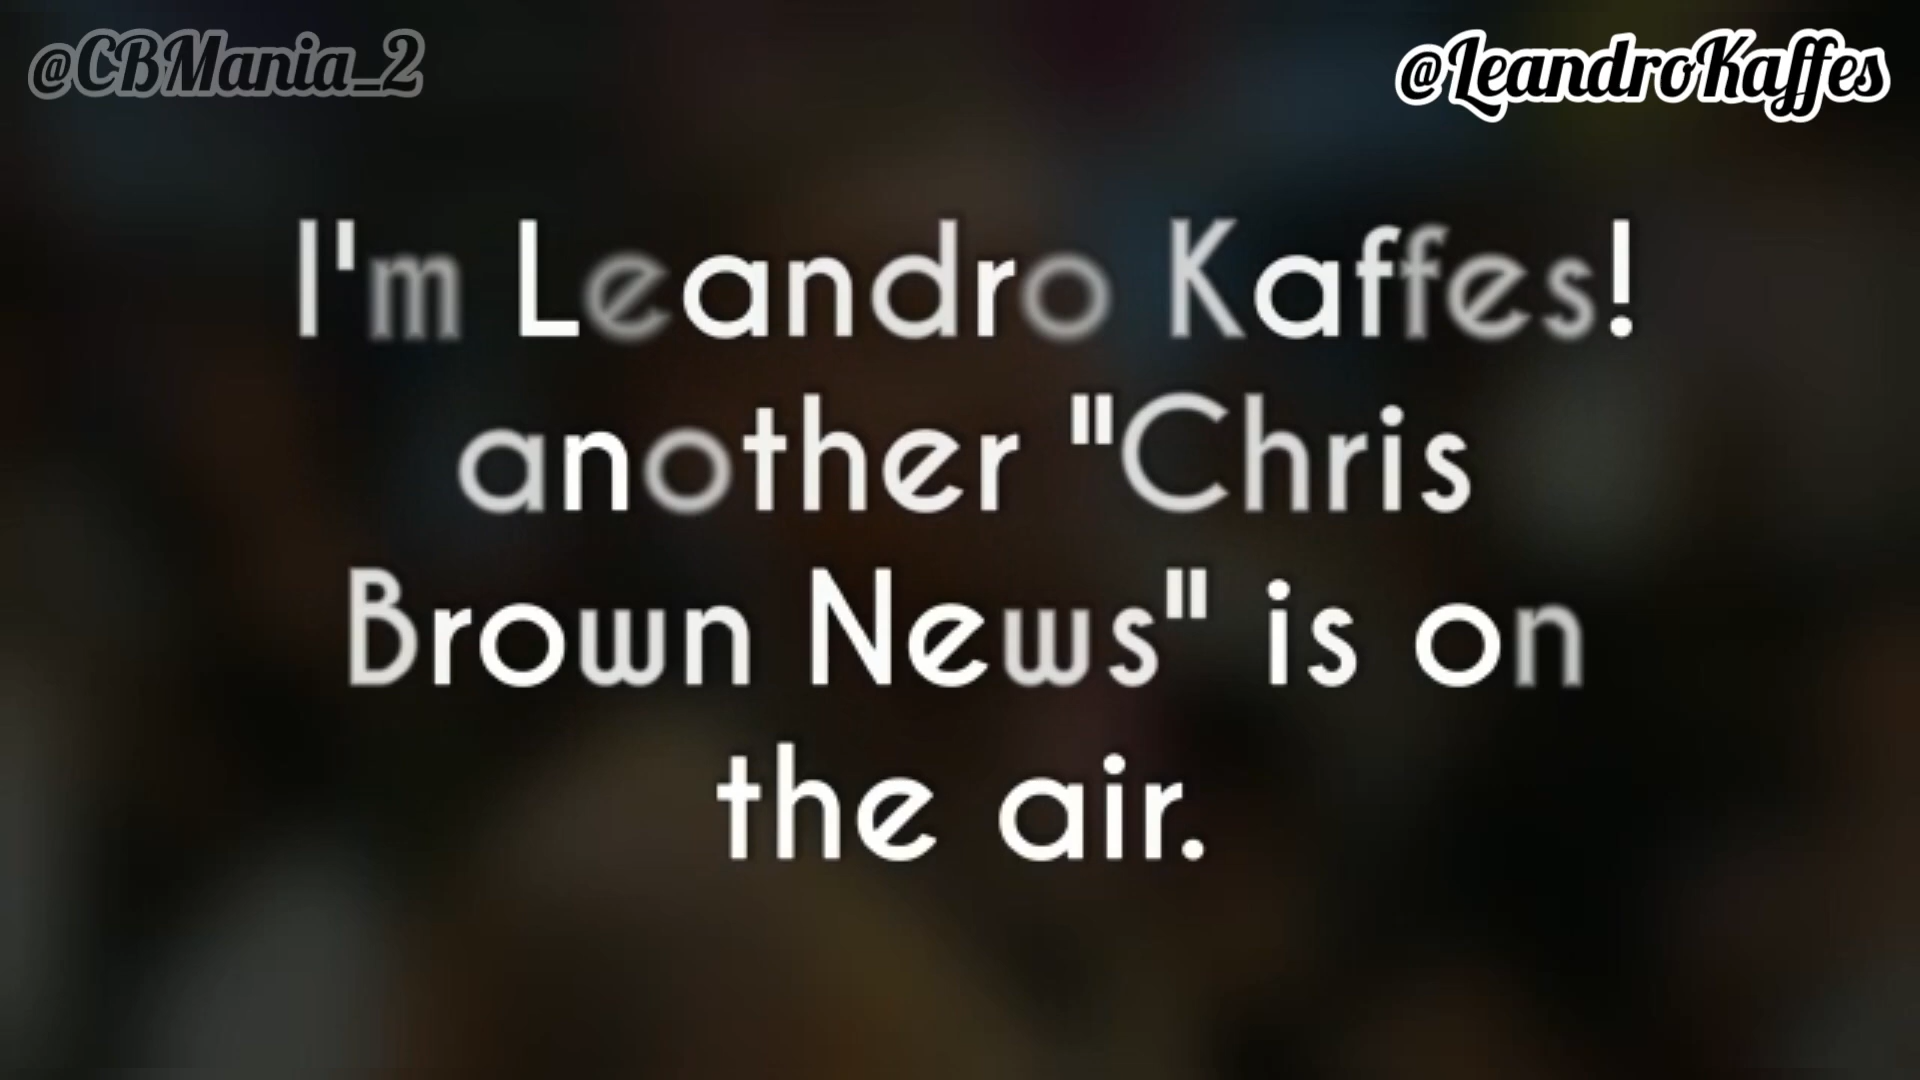 @CBMania_2
@LeandroKaffes
I'm Leandro Kaffes!
another "Chris
Brown News" is on
the air.